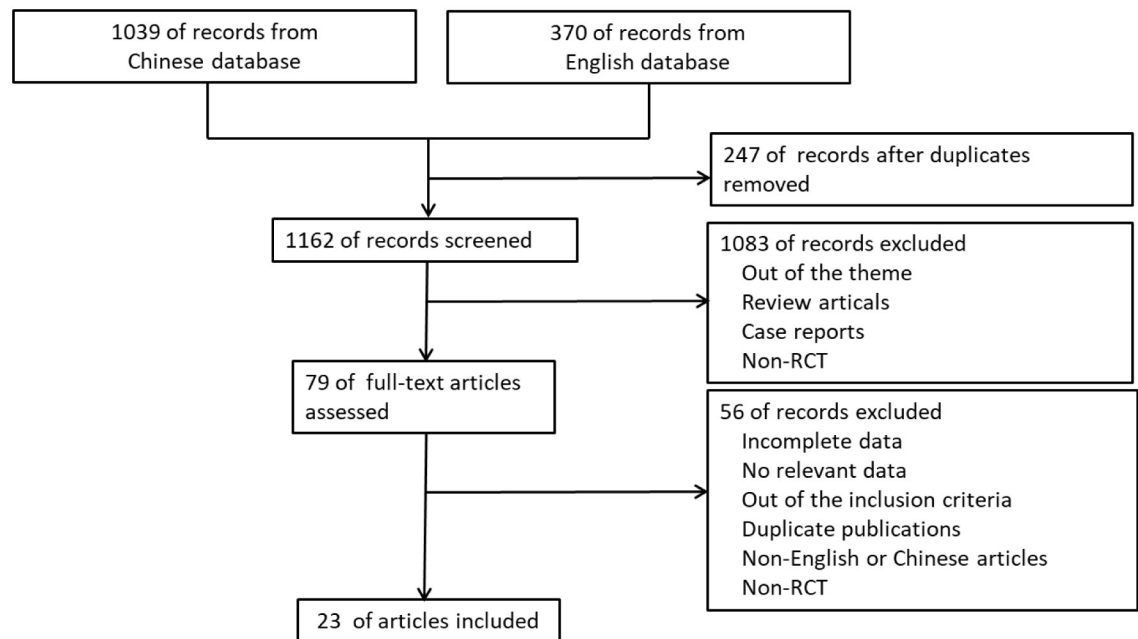 1039 of records from
Chinese database
370 of records from
English database
247 of records after duplicates
removed
1162 of records screened
1083 of records excluded
Out of the theme
Review articals
Case reports
Non-RCT
79 of full-text articles
assessed
56 of records excluded
Incomplete data
No relevant data
Out of the inclusion criteria
Duplicate publications
Non-English or Chinese articles
Non-RCT
23 of articles included